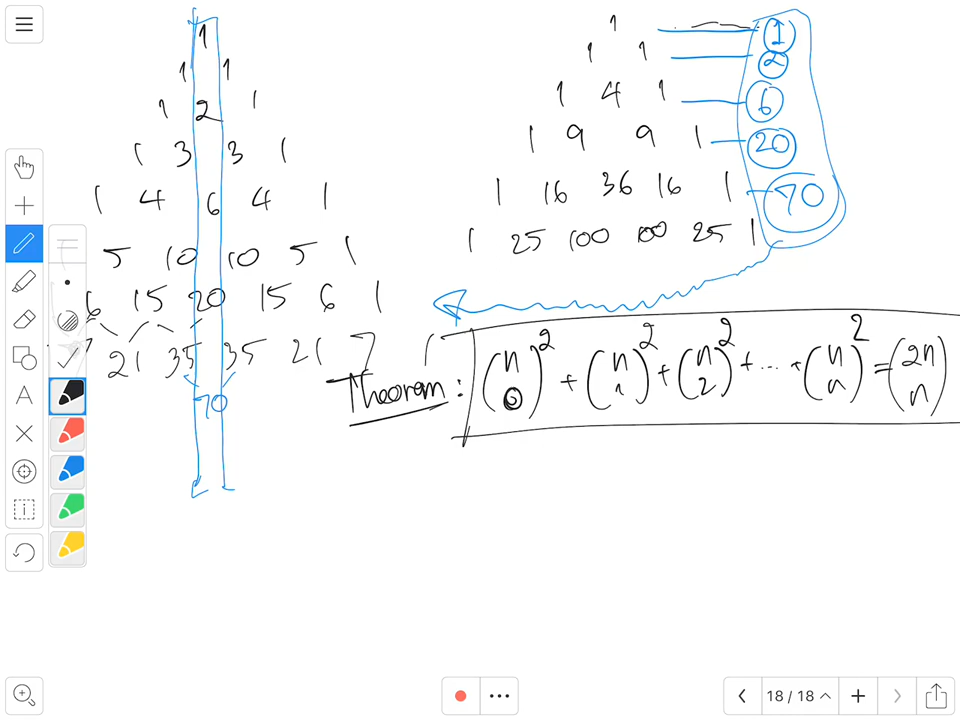 1
1 1
1 2 1
1 3 3 1
1 4 6 4 1
5 10 10 5 1
6 15 20 15 6 1
7 21 35 35 21 7 1
70
1 1
1 1 2
1 4 1 6
1 9 9 1 20
1 16 36 16 1 70
1 25 100 100 25 1
Theorem: (n 0)² + (n 1)² + (n 2)² + .... + (n n)² = (2n n)
A
18 / 18